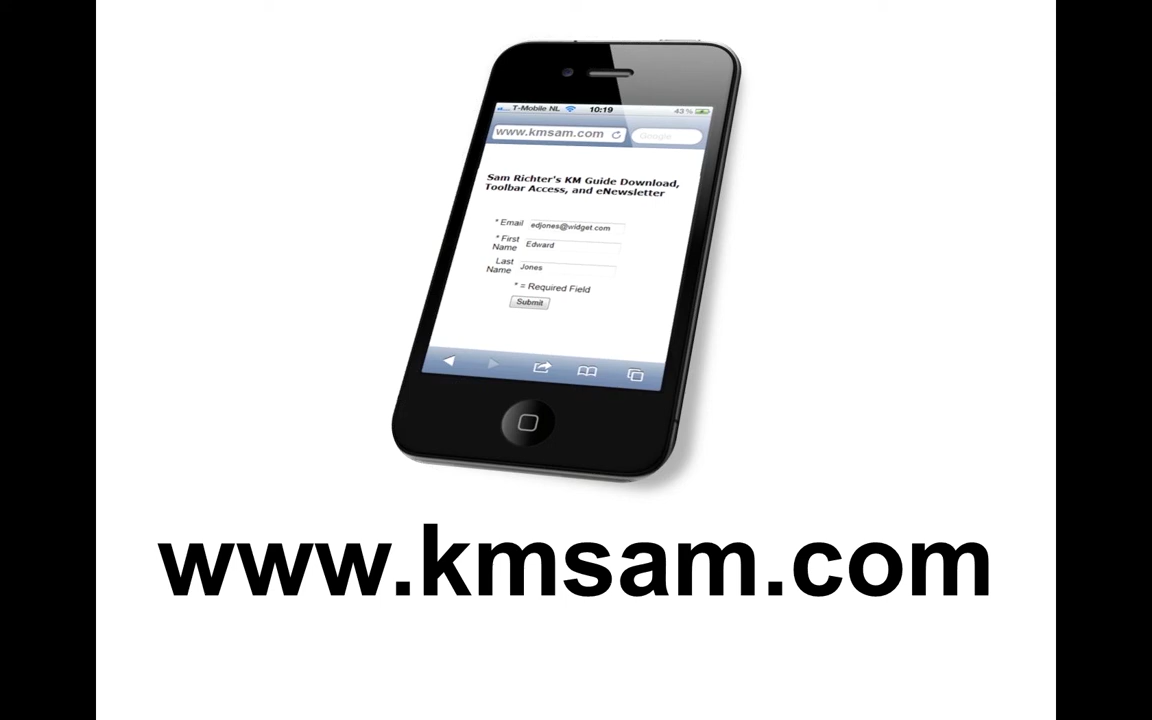 T-Mobile NL 10:19 43%
www.kmsam.com Google
Sam Richter's KM Guide Download,
Toolbar Access, and eNewsletter
* Email edjones@widget.com
* First
Name Edward
Last
Name Jones
* = Required Field
Submit
www.kmsam.com